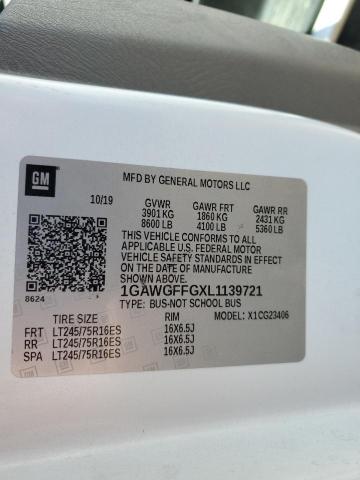 GM
MFD BY GENERAL MOTORS LLC
10/19
GVWR GAWR FRT GAWR RR
3901 KG 1860 KG 2431 KG
8600 LB 4100 LB 5360 LB
THIS VEHICLE CONFORMS TO ALL
APPLICABLE U.S. FEDERAL MOTOR
VEHICLE SAFETY STANDARDS IN
EFFECT ON THE DATE OF
MANUFACTURE SHOWN ABOVE.
8624
1GAWGFFGXL1139721
TYPE: BUS-NOT SCHOOL BUS
TIRE SIZE RIM MODEL: X1CG23406
FRT LT245/75R16ES 16X6.5J
RR LT245/75R16ES 16X6.5J
SPA LT245/75R16ES 16X6.5J